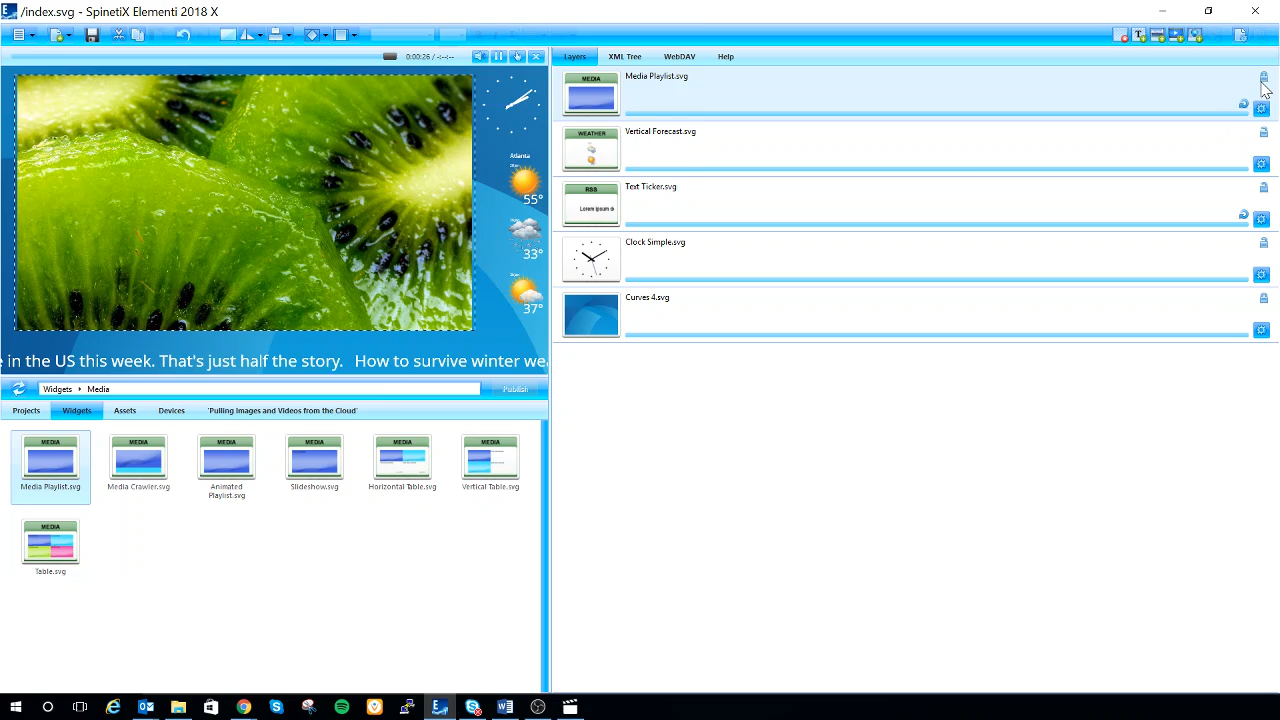 /index.svg - SpinetiX Elementi 2018 X
0:00:26 / -:--:--
Layers XML Tree WebDAV Help
MEDIA Media Playlist.svg
WEATHER Vertical Forecast.svg
RSS Text Ticker.svg
Lorem ipsum d
Clock Simple.svg
Curves 4.svg
Atlanta
55°
33°
37°
in the US this week. That's just half the story. How to survive winter wea
Widgets Media Publish
Projects Widgets Assets Devices 'Pulling Images and Videos from the Cloud'
MEDIA MEDIA MEDIA MEDIA MEDIA MEDIA
Media Playlist.svg Media Crawler.svg Animated Playlist.svg Slideshow.svg Horizontal Table.svg Vertical Table.svg
MEDIA
Table.svg